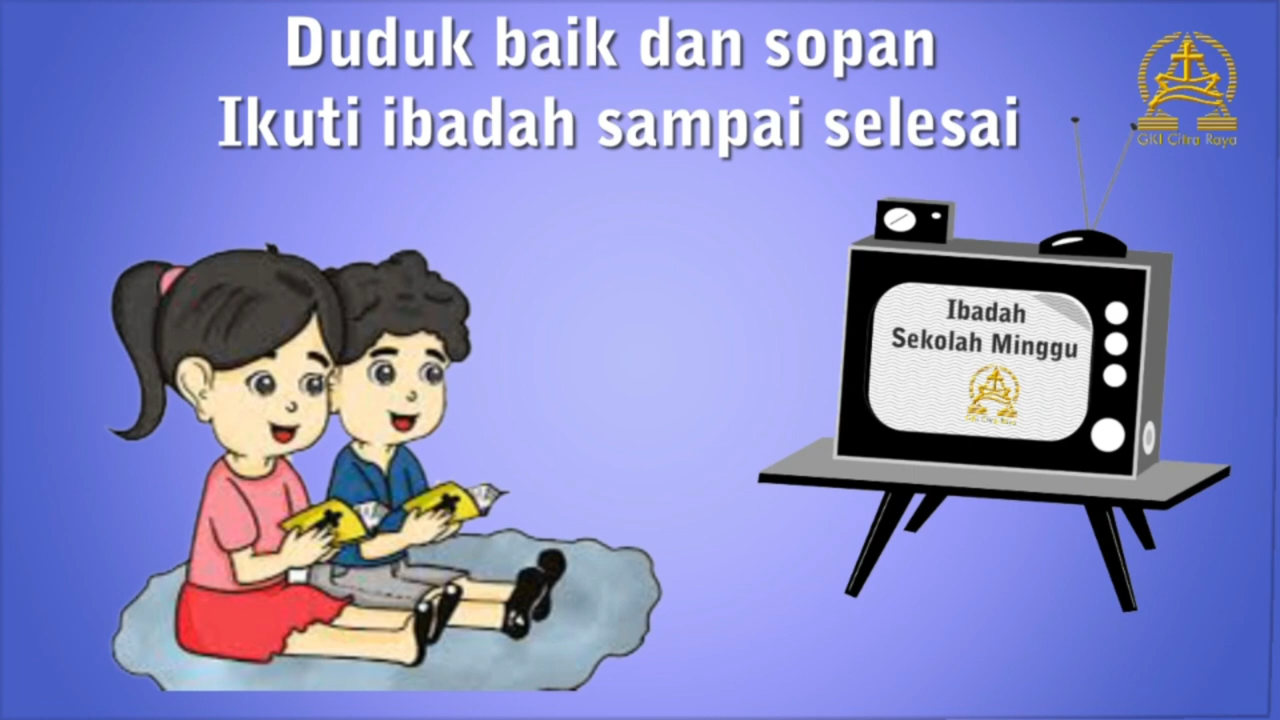 Duduk baik dan sopan
Ikuti ibadah sampai selesai
GKI Citra Raya
Ibadah
Sekolah Minggu